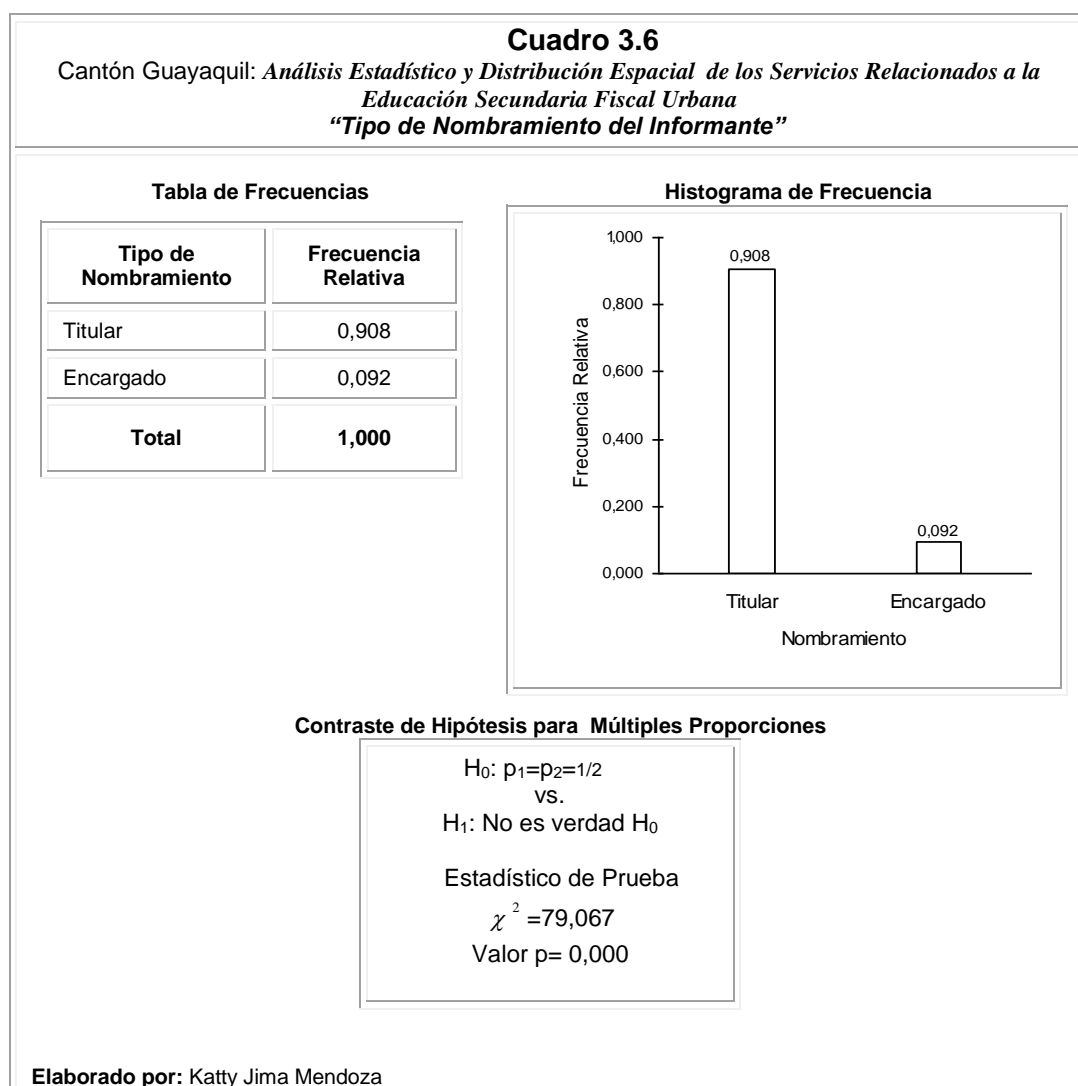 Cuadro 3.6
Cantón Guayaquil: Análisis Estadístico y Distribución Espacial de los Servicios Relacionados a la
Educación Secundaria Fiscal Urbana
“Tipo de Nombramiento del Informante”
Tabla de Frecuencias
Tipo de
Nombramiento
Frecuencia
Relativa
Titular 0,908
Encargado 0,092
Total 1,000
Histograma de Frecuencia
1,000
0,800
0,600
0,400
0,200
0,000
Frecuencia Relativa
0,908
0,092
Titular Encargado
Nombramiento
Contraste de Hipótesis para Múltiples Proporciones
H₀: p₁=p₂=1/2
vs.
H₁: No es verdad H₀
Estadístico de Prueba
χ² =79,067
Valor p= 0,000
Elaborado por: Katty Jima Mendoza